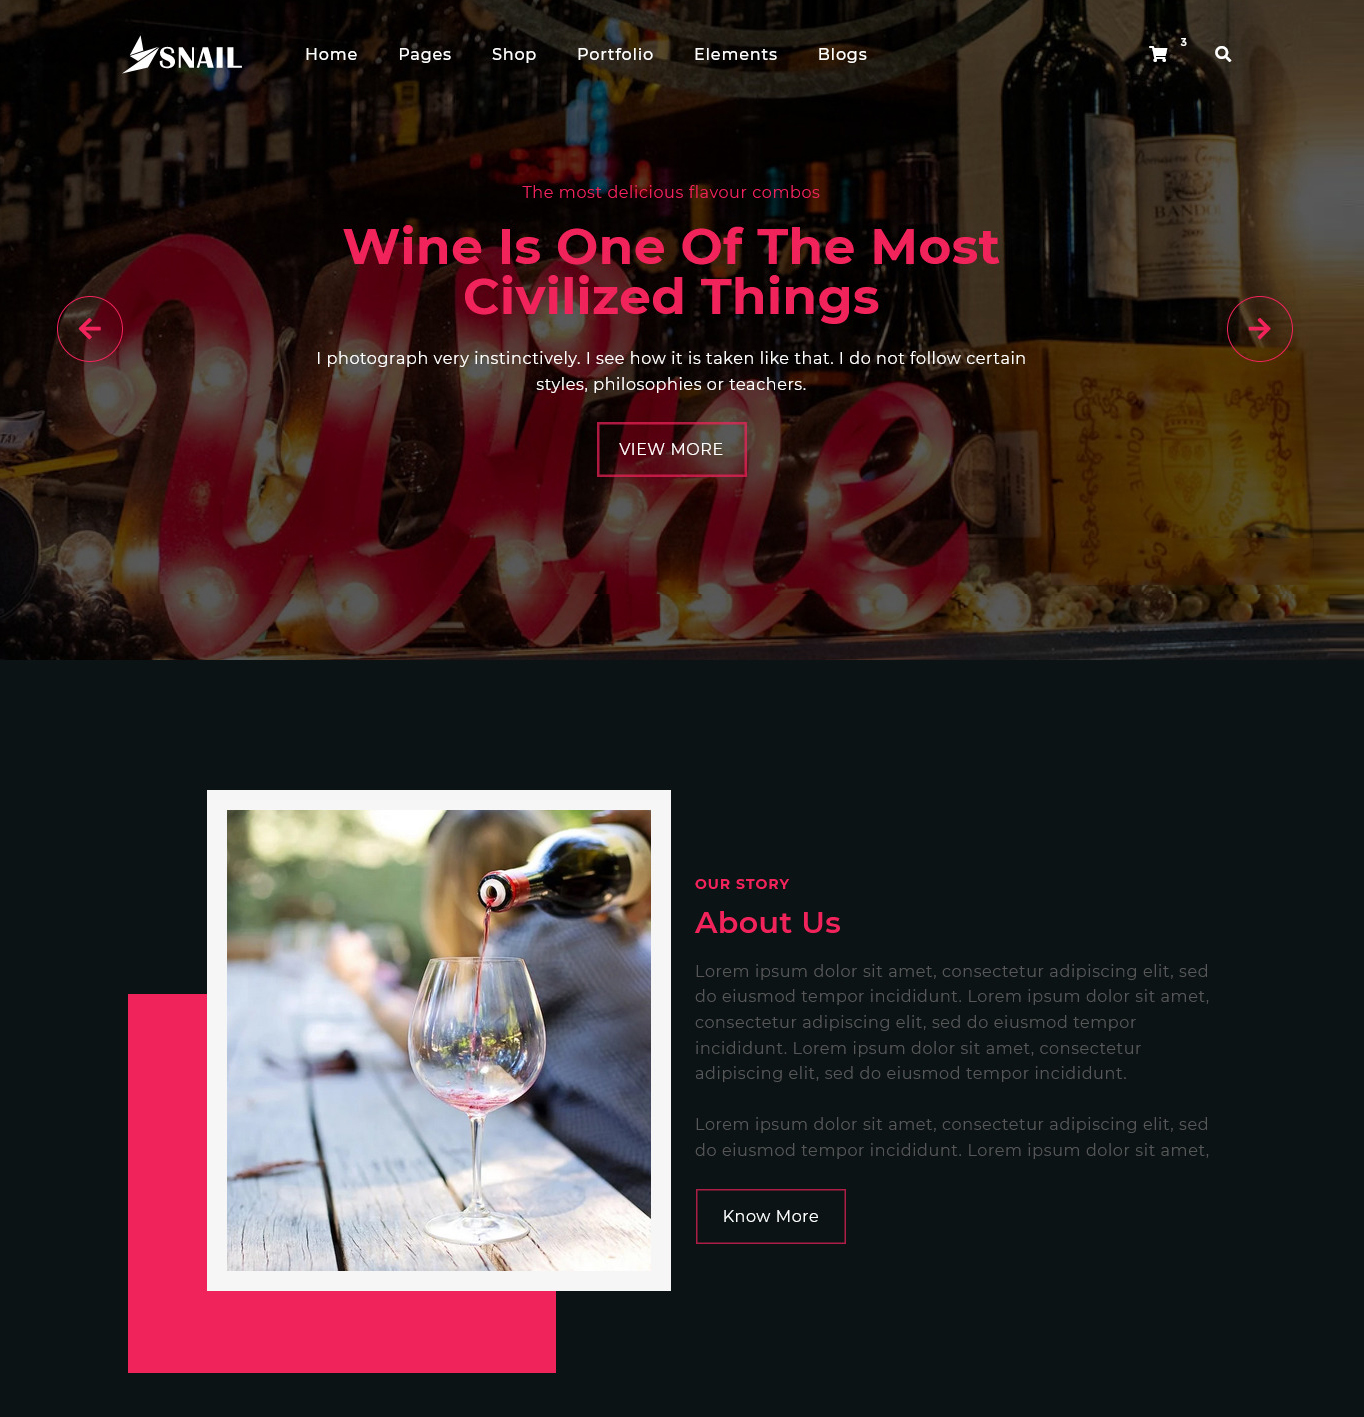 SNAIL
Home Pages Shop Portfolio Elements Blogs 3
The most delicious flavour combos
Wine Is One Of The Most
Civilized Things
I photograph very instinctively. I see how it is taken like that. I do not follow certain
styles, philosophies or teachers.
VIEW MORE
Wine
BANDOL
OUR STORY
About Us
Lorem ipsum dolor sit amet, consectetur adipiscing elit, sed
do eiusmod tempor incididunt. Lorem ipsum dolor sit amet,
consectetur adipiscing elit, sed do eiusmod tempor
incididunt. Lorem ipsum dolor sit amet, consectetur
adipiscing elit, sed do eiusmod tempor incididunt.
Lorem ipsum dolor sit amet, consectetur adipiscing elit, sed
do eiusmod tempor incididunt. Lorem ipsum dolor sit amet,
Know More